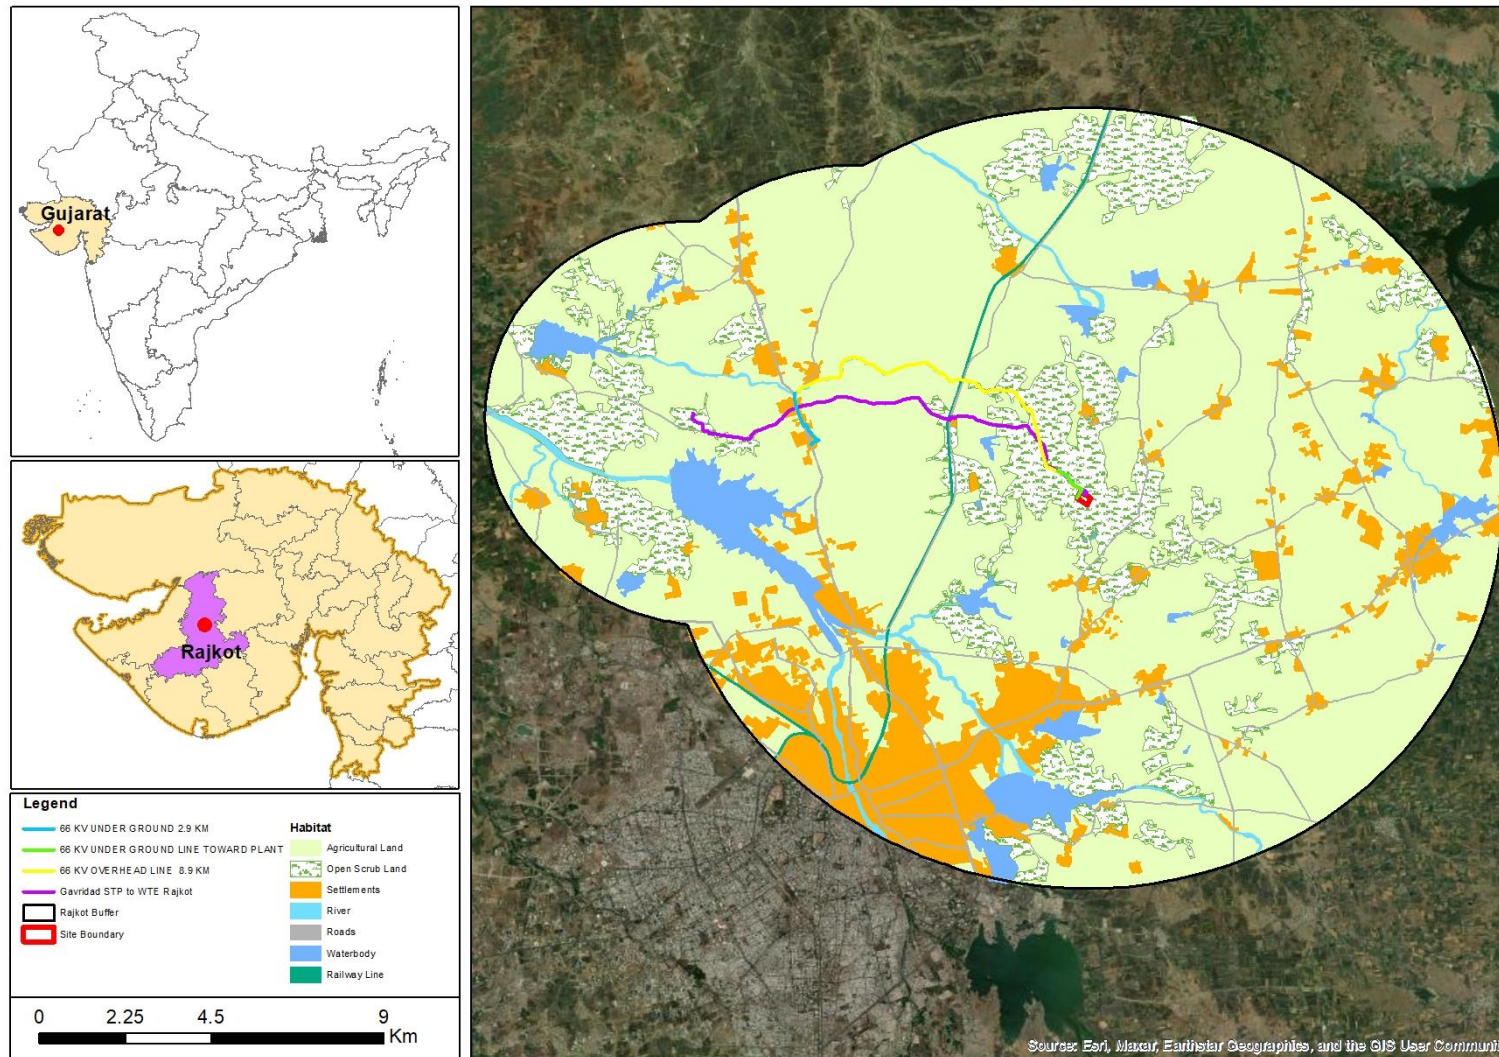 Gujarat
Rajkot
Legend
66 KV UNDER GROUND 2.9 KM
66 KV UNDER GROUND LINE TOWARD PLANT
66 KV OVERHEAD LINE 8.9 KM
Gavridad STP to WTE Rajkot
Rajkot Buffer
Site Boundary
Habitat
Agricultural Land
Open Scrub Land
Settlements
River
Roads
Waterbody
Railway Line
0 2.25 4.5 9
Km
Source: Esri, Maxar, Earthstar Geographics, and the GIS User Communit